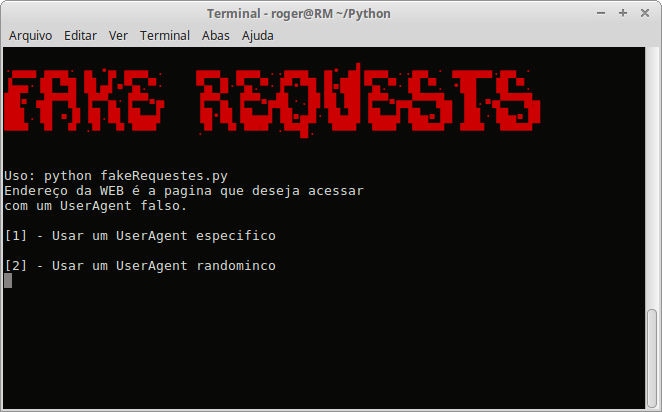 Terminal - roger@RM ~/Python
Arquivo Editar Ver Terminal Abas Ajuda
FAKE REQUESTS
Uso: python fakeRequestes.py
Endereço da WEB é a pagina que deseja acessar
com um UserAgent falso.
[1] - Usar um UserAgent especifico
[2] - Usar um UserAgent randominco